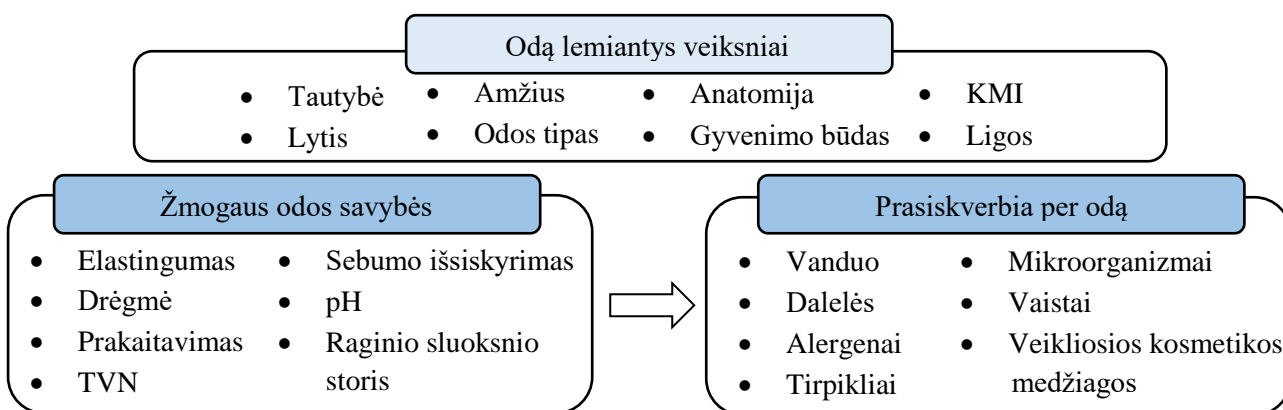 Odą lemiantys veiksniai
• Tautybė • Amžius • Anatomija • KMI
• Lytis • Odos tipas • Gyvenimo būdas • Ligos
Žmogaus odos savybės
• Elastingumas • Sebumo išsiskyrimas
• Drėgmė • pH
• Prakaitavimas • Raginio sluoksnio
• TVN storis
Prasiskverbia per odą
• Vanduo • Mikroorganizmai
• Dalelės • Vaistai
• Alergenai • Veikliosios kosmetikos
• Tirpikliai medžiagos